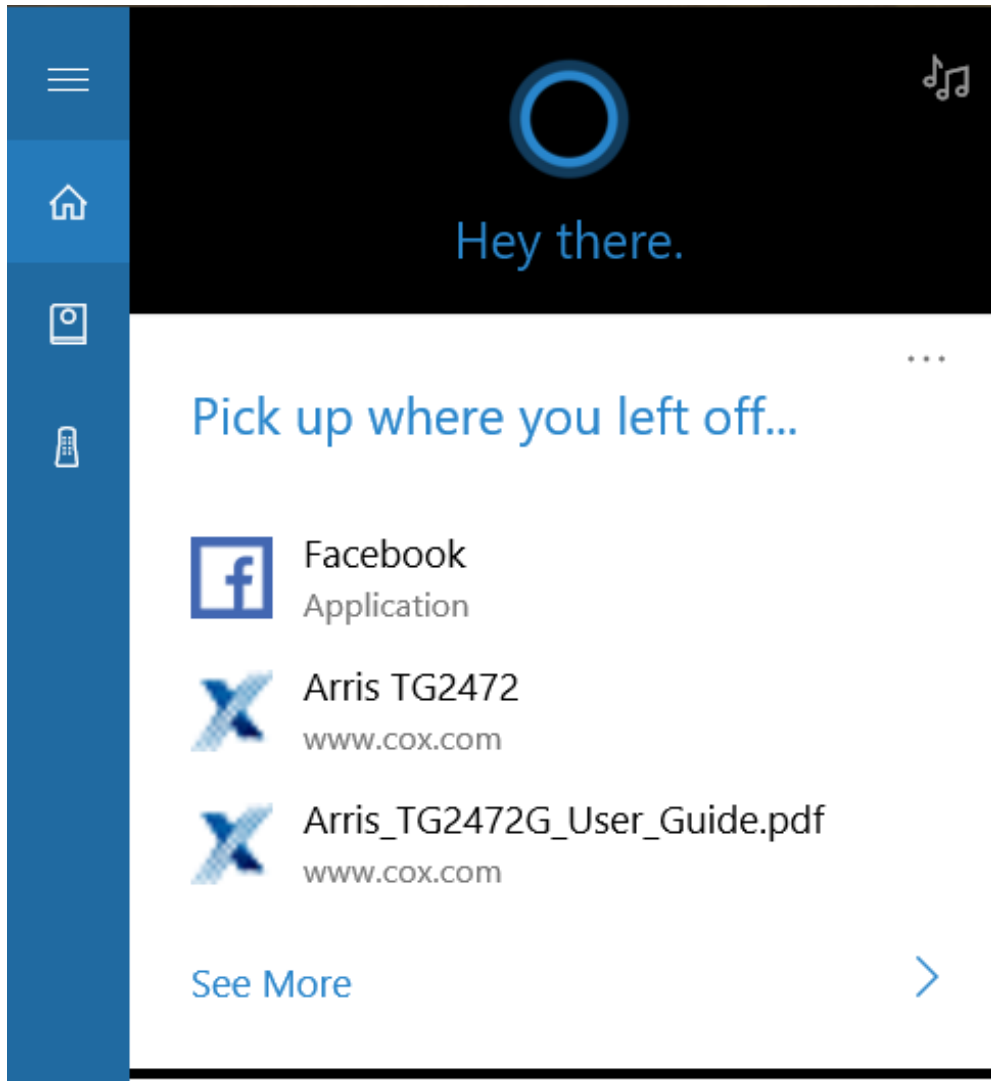 Hey there.
Pick up where you left off...
Facebook
Application
Arris TG2472
www.cox.com
Arris_TG2472G_User_Guide.pdf
www.cox.com
See More